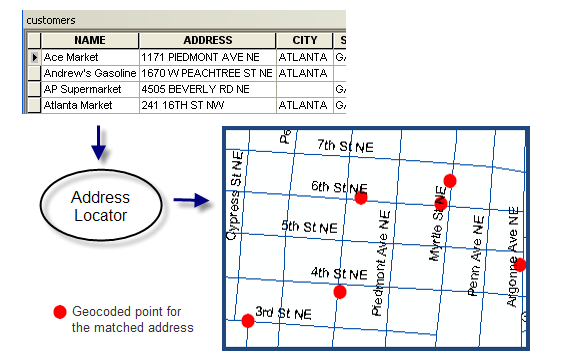 customers
NAME ADDRESS CITY
Ace Market 1171 PIEDMONT AVE NE ATLANTA
Andrew's Gasoline 1670 W PEACHTREE ST NE ATLANTA
AP Supermarket 4505 BEVERLY RD NE
Atlanta Market 241 16TH ST NW ATLANTA
Address
Locator
7th St NE
6th St NE
5th St NE
4th St NE
3rd St NE
Cypress St NE
Piedmont Ave NE
Myrtle St NE
Penn Ave NE
Argonne Ave NE
Geocoded point for
the matched address